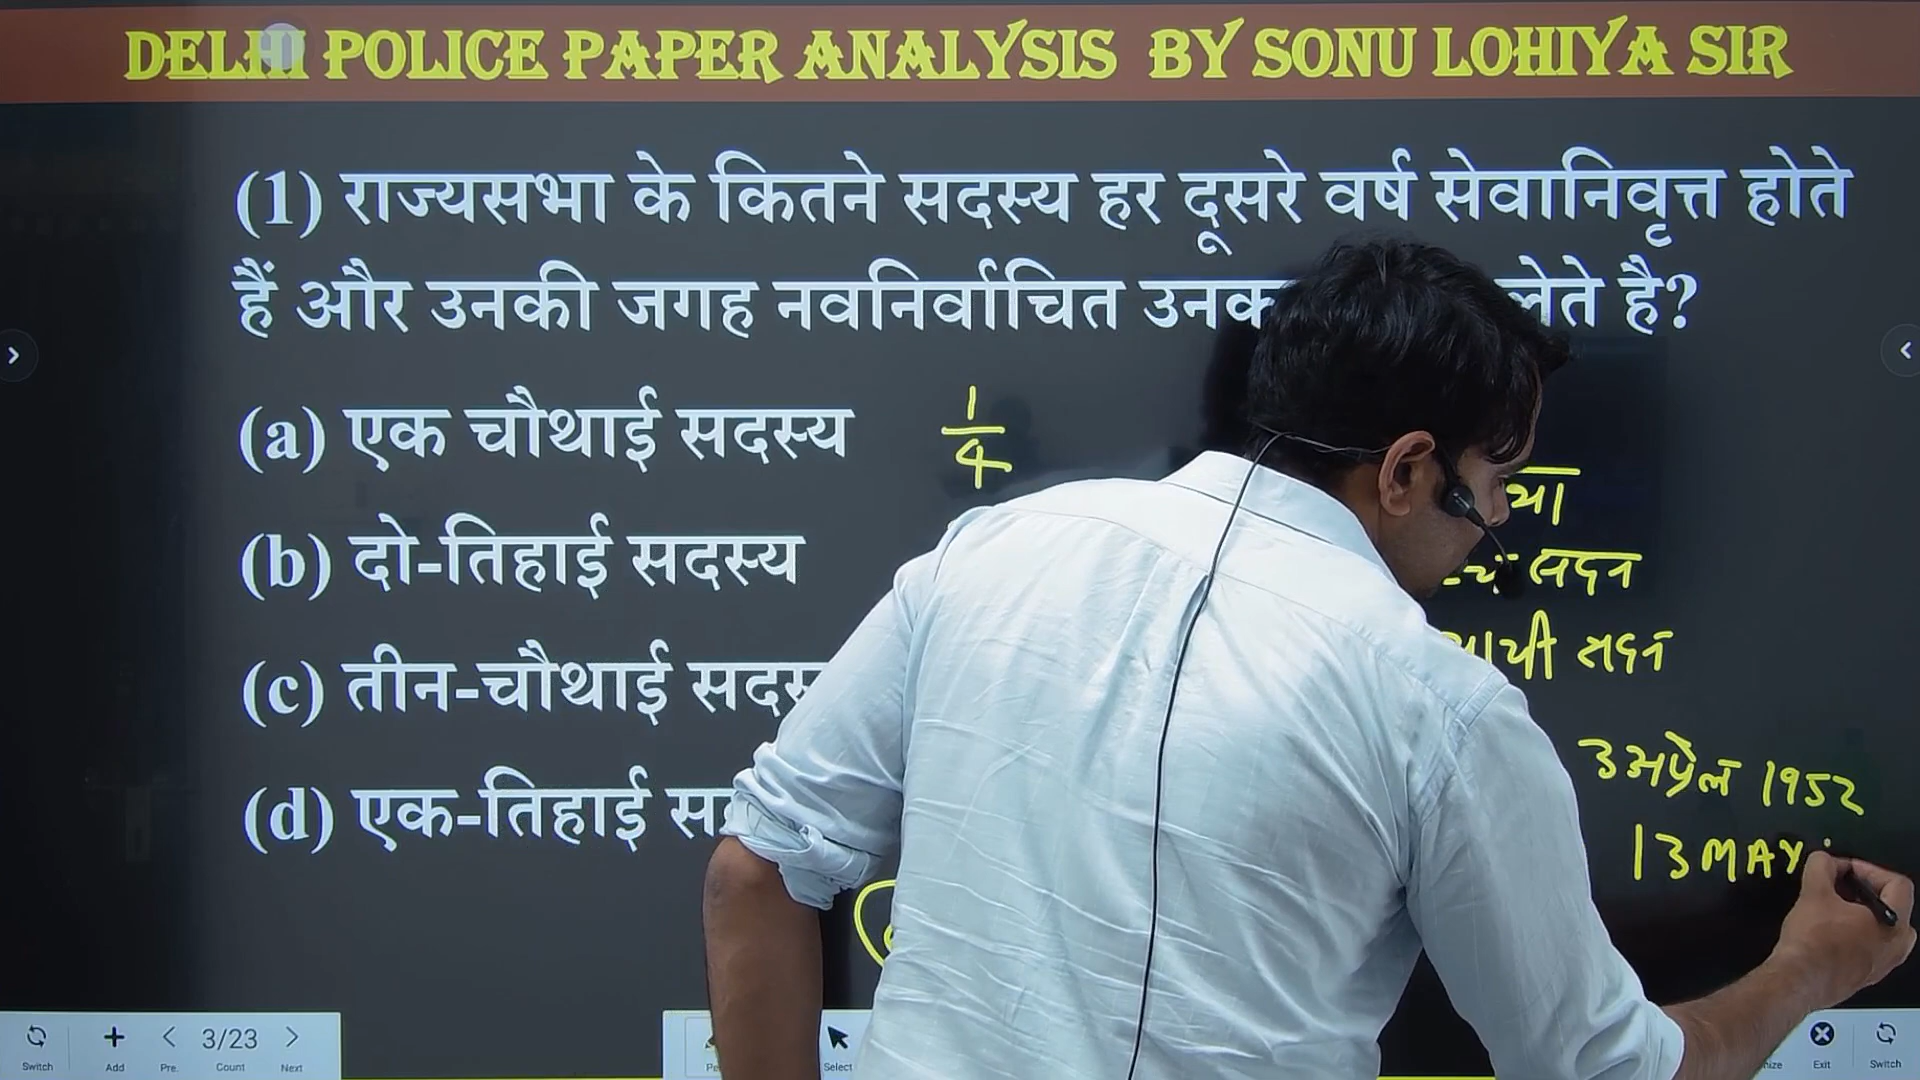 DELHI POLICE PAPER ANALYSIS BY SONU LOHIYA SIR
(1) राज्यसभा के कितने सदस्य हर दूसरे वर्ष सेवानिवृत्त होते
हैं और उनकी जगह नवनिर्वाचित लेते है?
(a) एक चौथाई सदस्य
1/4
(b) दो-तिहाई सदस्य
सदन
(c) तीन-चौथाई
सदन
3 अप्रैल 1952
(d) एक-तिहाई
13 MAY
Switch
Add
Pre.
3/23
Count
Next
Select
Exit
Switch